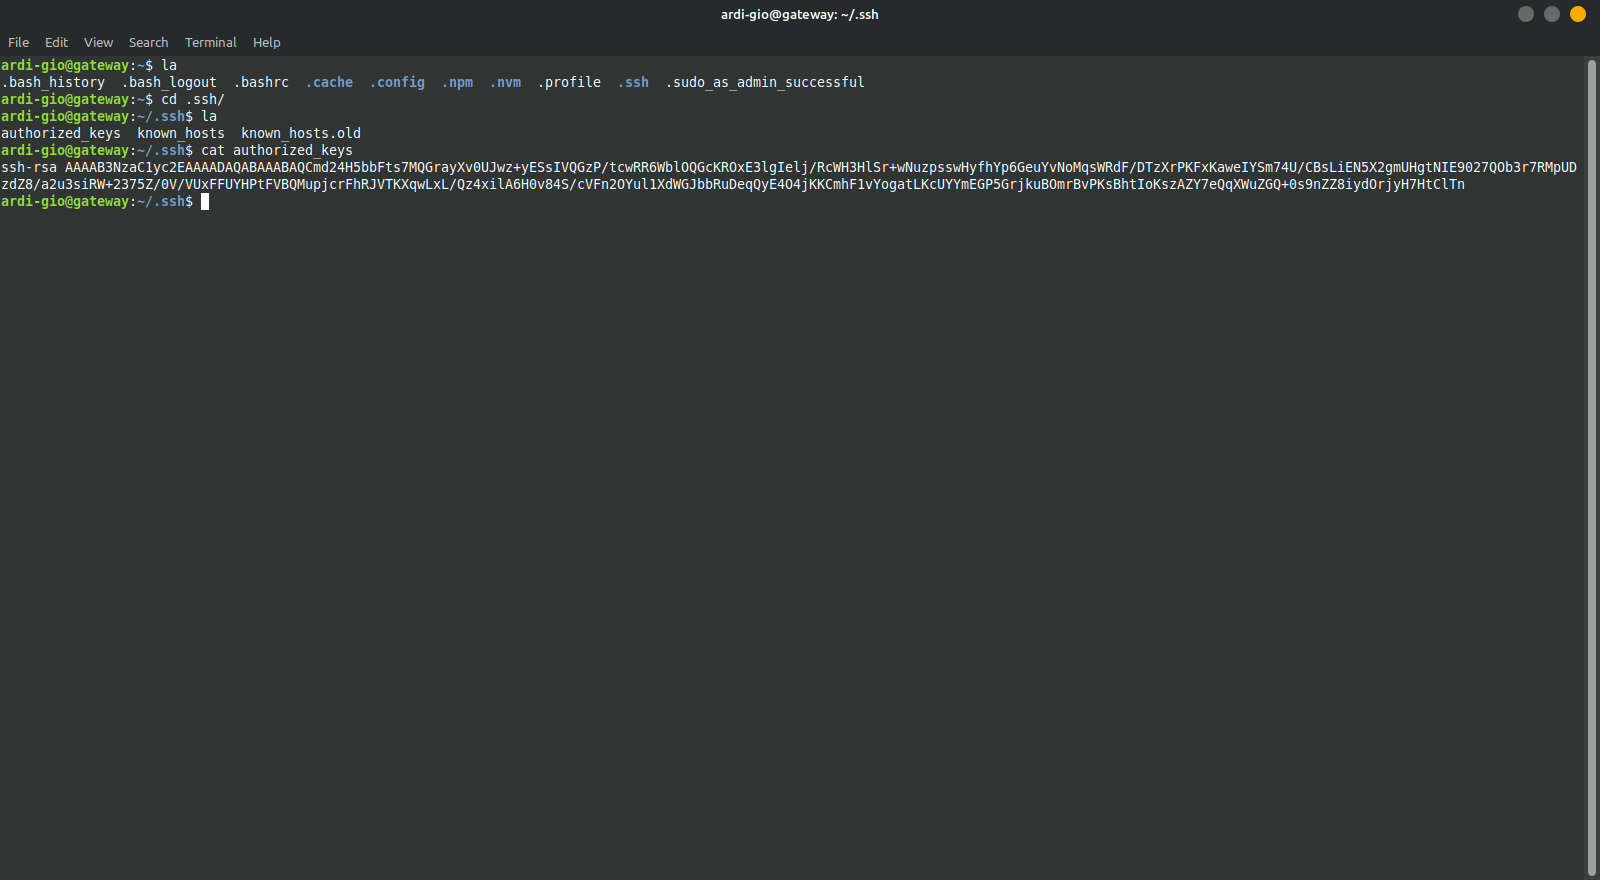 ardi-gio@gateway: ~/.ssh
File Edit View Search Terminal Help
ardi-gio@gateway:~$ la
.bash_history .bash_logout .bashrc .cache .config .npm .nvm .profile .ssh .sudo_as_admin_successful
ardi-gio@gateway:~$ cd .ssh/
ardi-gio@gateway:~/.ssh$ la
authorized_keys known_hosts known_hosts.old
ardi-gio@gateway:~/.ssh$ cat authorized_keys
ssh-rsa AAAAB3NzaC1yc2EAAAADAQABAAABAQCmd24H5bbFts7MQGrayXv0UJwz+yESsIVQGzP/tcwRR6WblOQGcKROxE3lgIelj/RcWH3HlSr+wNuzpsswHyfhYp6GeuYvNoMqsWRdF/DTzXrPKFxKaweIYSm74U/CBsLiEN5X2gmUHgtNIE9027QOb3r7RMpUD
zdZ8/a2u3siRW+2375Z/0V/VUxFFUYHPtFVBQMupjcrFhRJVTKXqwLxL/Qz4xilA6H0v84S/cVFn2OYul1XdWGJbbRuDeqQyE4O4jKKCmhF1vYogatLKcUYYmEGP5GrjkuBOmrBvPKsBhtIoKszAZY7eQqXWuZGQ+0s9nZZ8iydOrjyH7HtClTn
ardi-gio@gateway:~/.ssh$